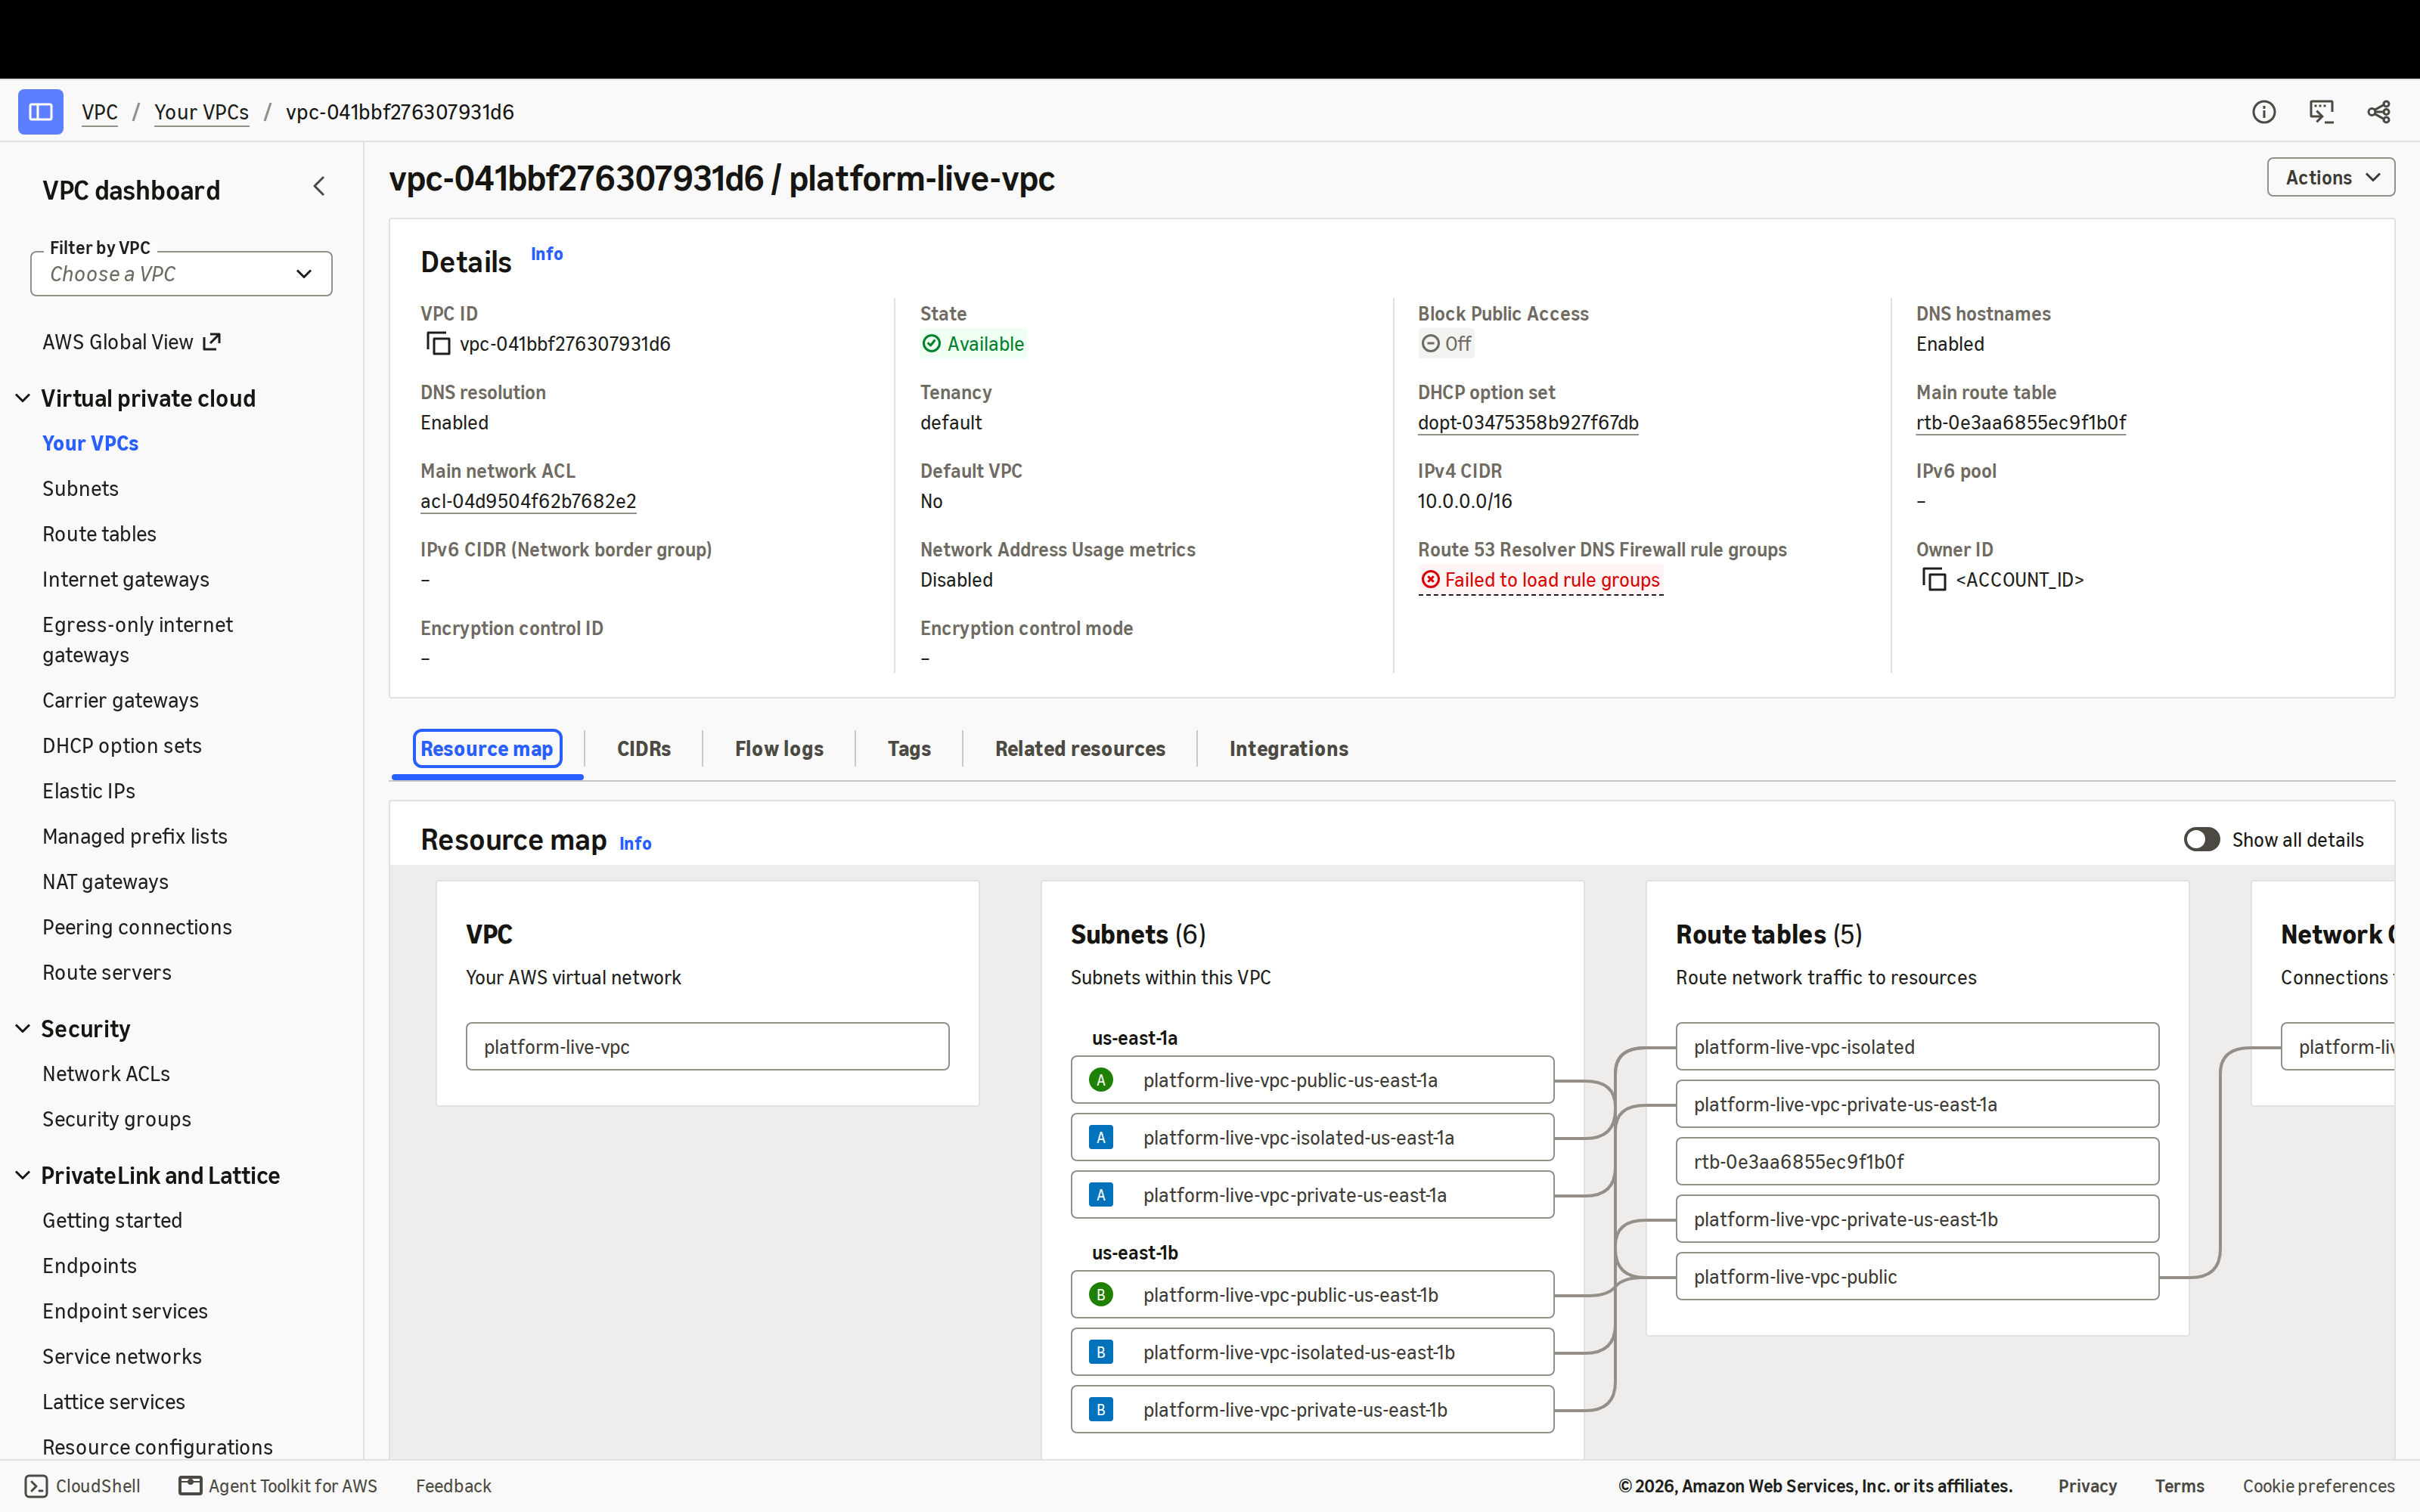 VPC / Your VPCs / vpc-041bbf276307931d6
VPC dashboard
Filter by VPC
Choose a VPC
AWS Global View
Virtual private cloud
Your VPCs
Subnets
Route tables
Internet gateways
Egress-only internet
gateways
Carrier gateways
DHCP option sets
Elastic IPs
Managed prefix lists
NAT gateways
Peering connections
Route servers
Security
Network ACLs
Security groups
PrivateLink and Lattice
Getting started
Endpoints
Endpoint services
Service networks
Lattice services
Resource configurations
vpc-041bbf276307931d6 / platform-live-vpc
Actions
Details Info
VPC ID
vpc-041bbf276307931d6
State
Available
Block Public Access
Off
DNS hostnames
Enabled
DNS resolution
Enabled
Tenancy
default
DHCP option set
dopt-03475358b927f67db
Main route table
rtb-0e3aa6855ec9f1b0f
Main network ACL
acl-04d9504f62b7682e2
Default VPC
No
IPv4 CIDR
10.0.0.0/16
IPv6 pool
–
IPv6 CIDR (Network border group)
–
Network Address Usage metrics
Disabled
Route 53 Resolver DNS Firewall rule groups
Failed to load rule groups
Owner ID
<ACCOUNT_ID>
Encryption control ID
–
Encryption control mode
–
Resource map
CIDRs
Flow logs
Tags
Related resources
Integrations
Resource map Info
Show all details
VPC
Your AWS virtual network
platform-live-vpc
Subnets (6)
Subnets within this VPC
us-east-1a
A platform-live-vpc-public-us-east-1a
A platform-live-vpc-isolated-us-east-1a
A platform-live-vpc-private-us-east-1a
us-east-1b
B platform-live-vpc-public-us-east-1b
B platform-live-vpc-isolated-us-east-1b
B platform-live-vpc-private-us-east-1b
Route tables (5)
Route network traffic to resources
platform-live-vpc-isolated
platform-live-vpc-private-us-east-1a
rtb-0e3aa6855ec9f1b0f
platform-live-vpc-private-us-east-1b
platform-live-vpc-public
Network
Connections
platform-li
CloudShell
Agent Toolkit for AWS
Feedback
© 2026, Amazon Web Services, Inc. or its affiliates.
Privacy
Terms
Cookie preferences